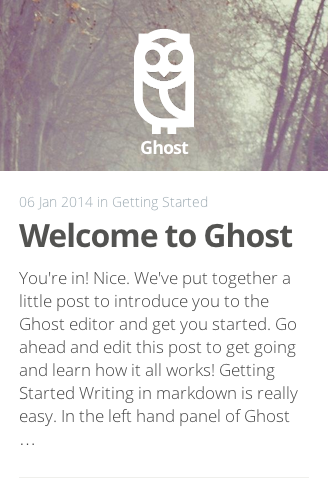 Ghost
06 Jan 2014 in Getting Started
Welcome to Ghost
You're in! Nice. We've put together a
little post to introduce you to the
Ghost editor and get you started. Go
ahead and edit this post to get going
and learn how it all works! Getting
Started Writing in markdown is really
easy. In the left hand panel of Ghost
...